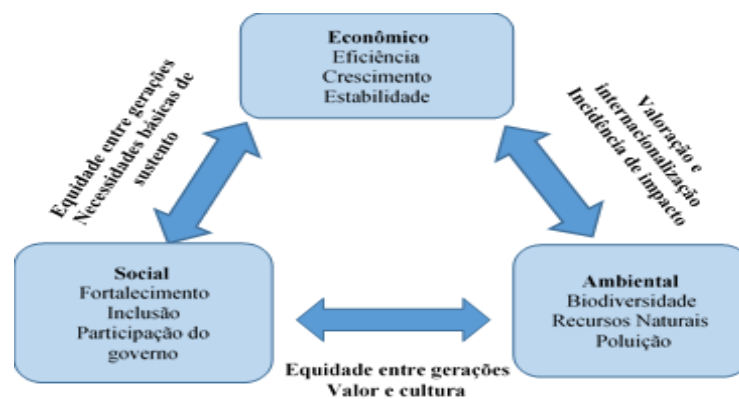 Econômico
Eficiência
Crescimento
Estabilidade
Equidade entre gerações
Necessidades básicas de
sustento
Valoração e
internacionalização
Incidência de impacto
Social
Fortalecimento
Inclusão
Participação do
governo
Ambiental
Biodiversidade
Recursos Naturais
Poluição
Equidade entre gerações
Valor e cultura